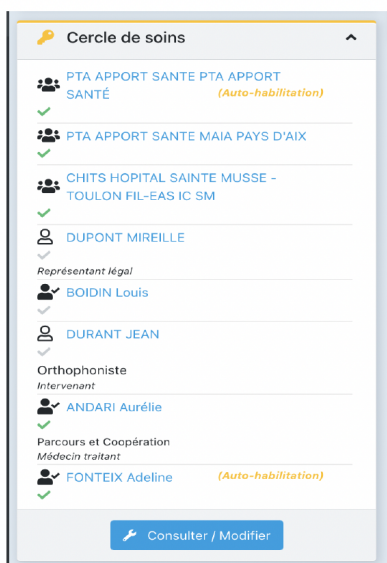 Cercle de soins
PTA APPORT SANTE PTA APPORT
SANTÉ (Auto-habilitation)
PTA APPORT SANTE MAIA PAYS D'AIX
CHITS HOPITAL SAINTE MUSSE -
TOULON FIL-EAS IC SM
DUPONT MIREILLE
Représentant légal
BOIDIN Louis
DURANT JEAN
Orthophoniste
Intervenant
ANDARI Aurélie
Parcours et Coopération
Médecin traitant
FONTEIX Adeline (Auto-habilitation)
Consulter / Modifier